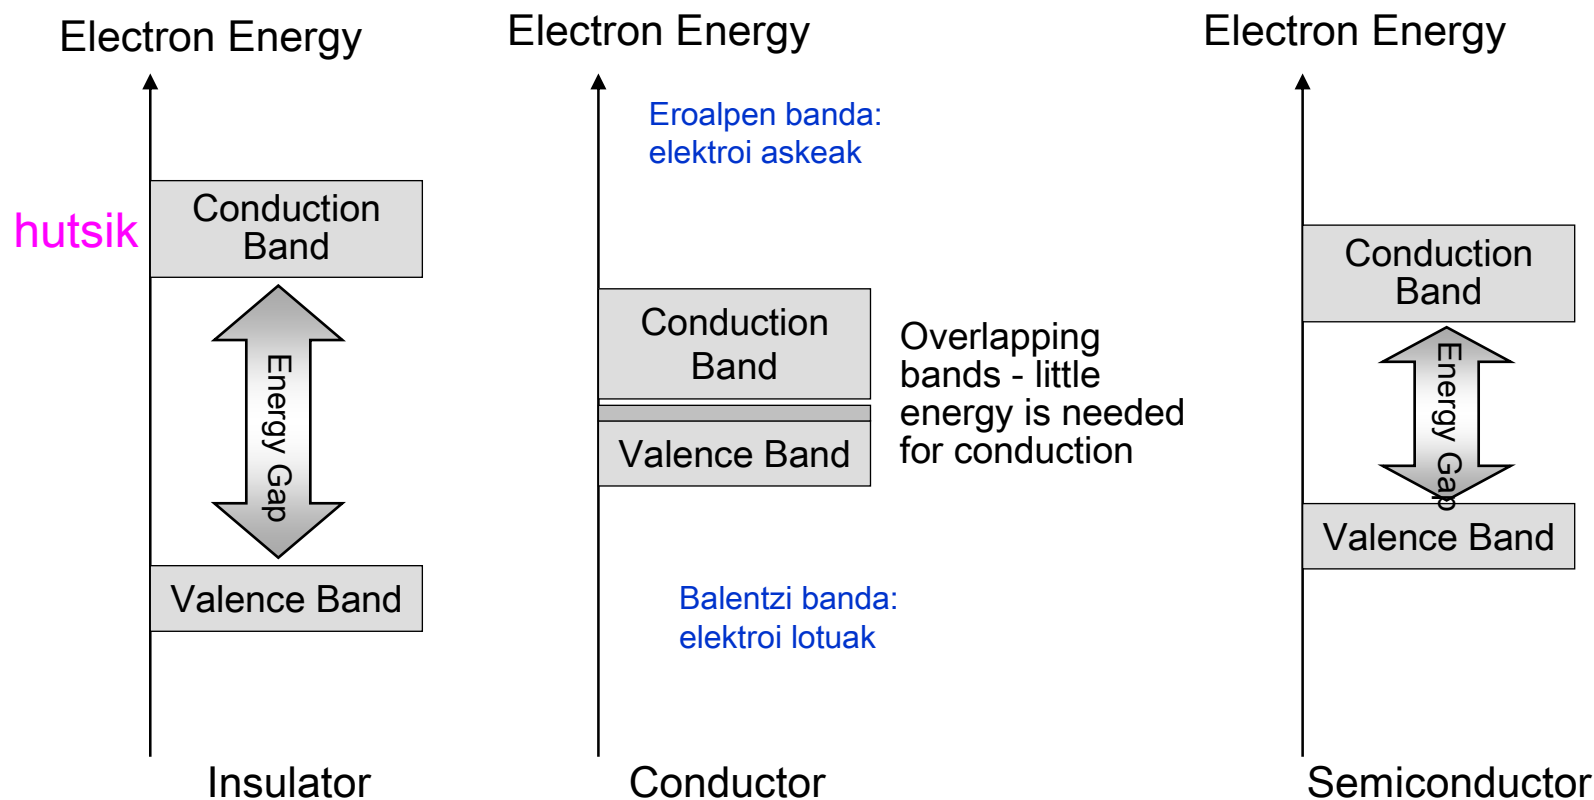 Electron Energy
hutsik
Conduction
Band
Energy Gap
Valence Band
Insulator
Electron Energy
Eroalpen banda:
elektroi askeak
Conduction
Band
Valence Band
Overlapping
bands - little
energy is needed
for conduction
Balentzi banda:
elektroi lotuak
Conductor
Electron Energy
Conduction
Band
Energy Gap
Valence Band
Semiconductor